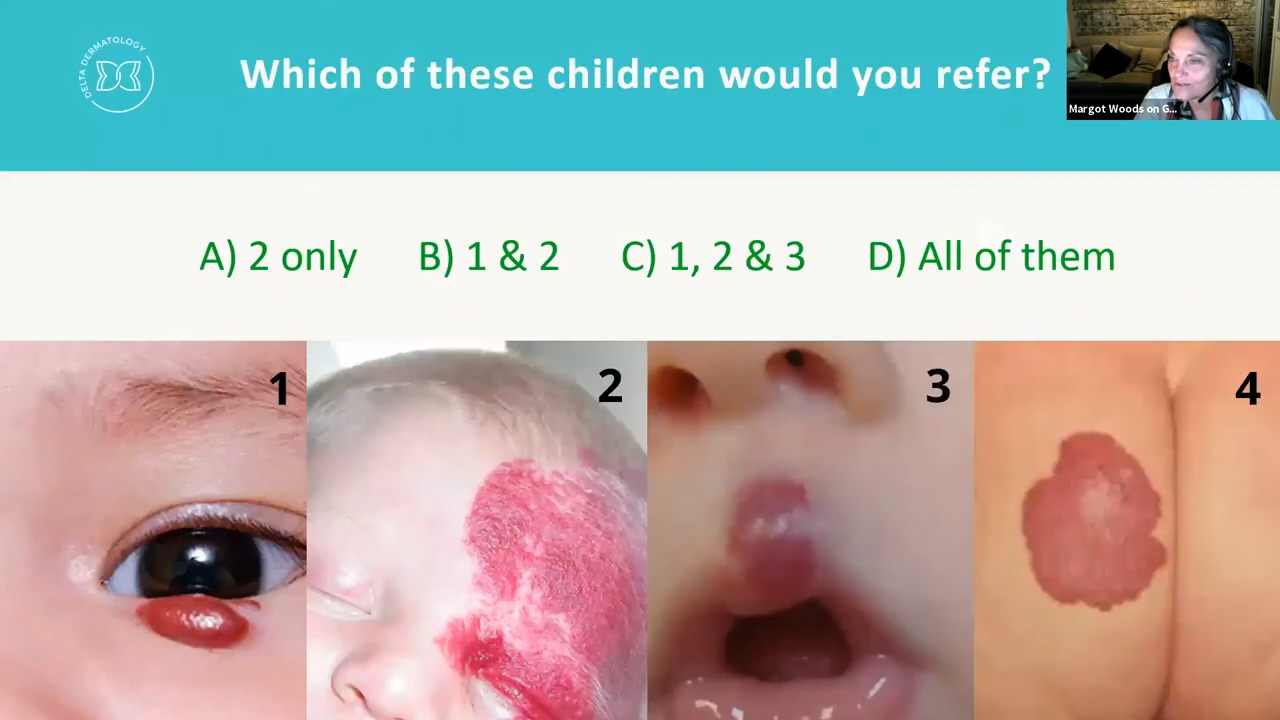 DELTA DERMATOLOGY
Which of these children would you refer?
Margot Woods on G...
A) 2 only B) 1 & 2 C) 1, 2 & 3 D) All of them
1 2 3 4